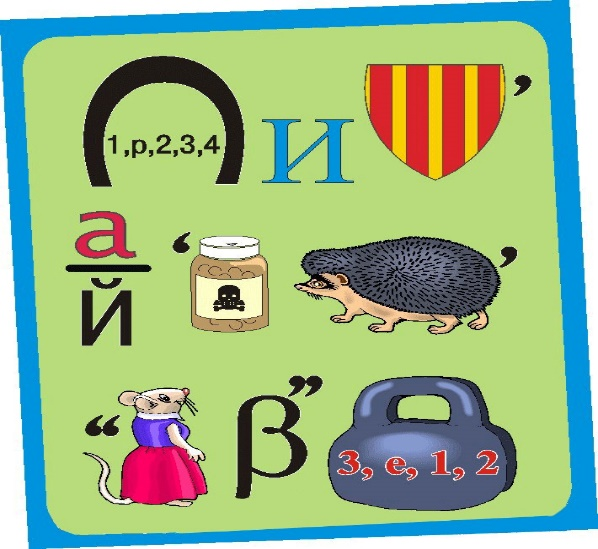 1,р,2,3,4 И ’
а ‘ ’
й
“ β ”
3, е, 1, 2